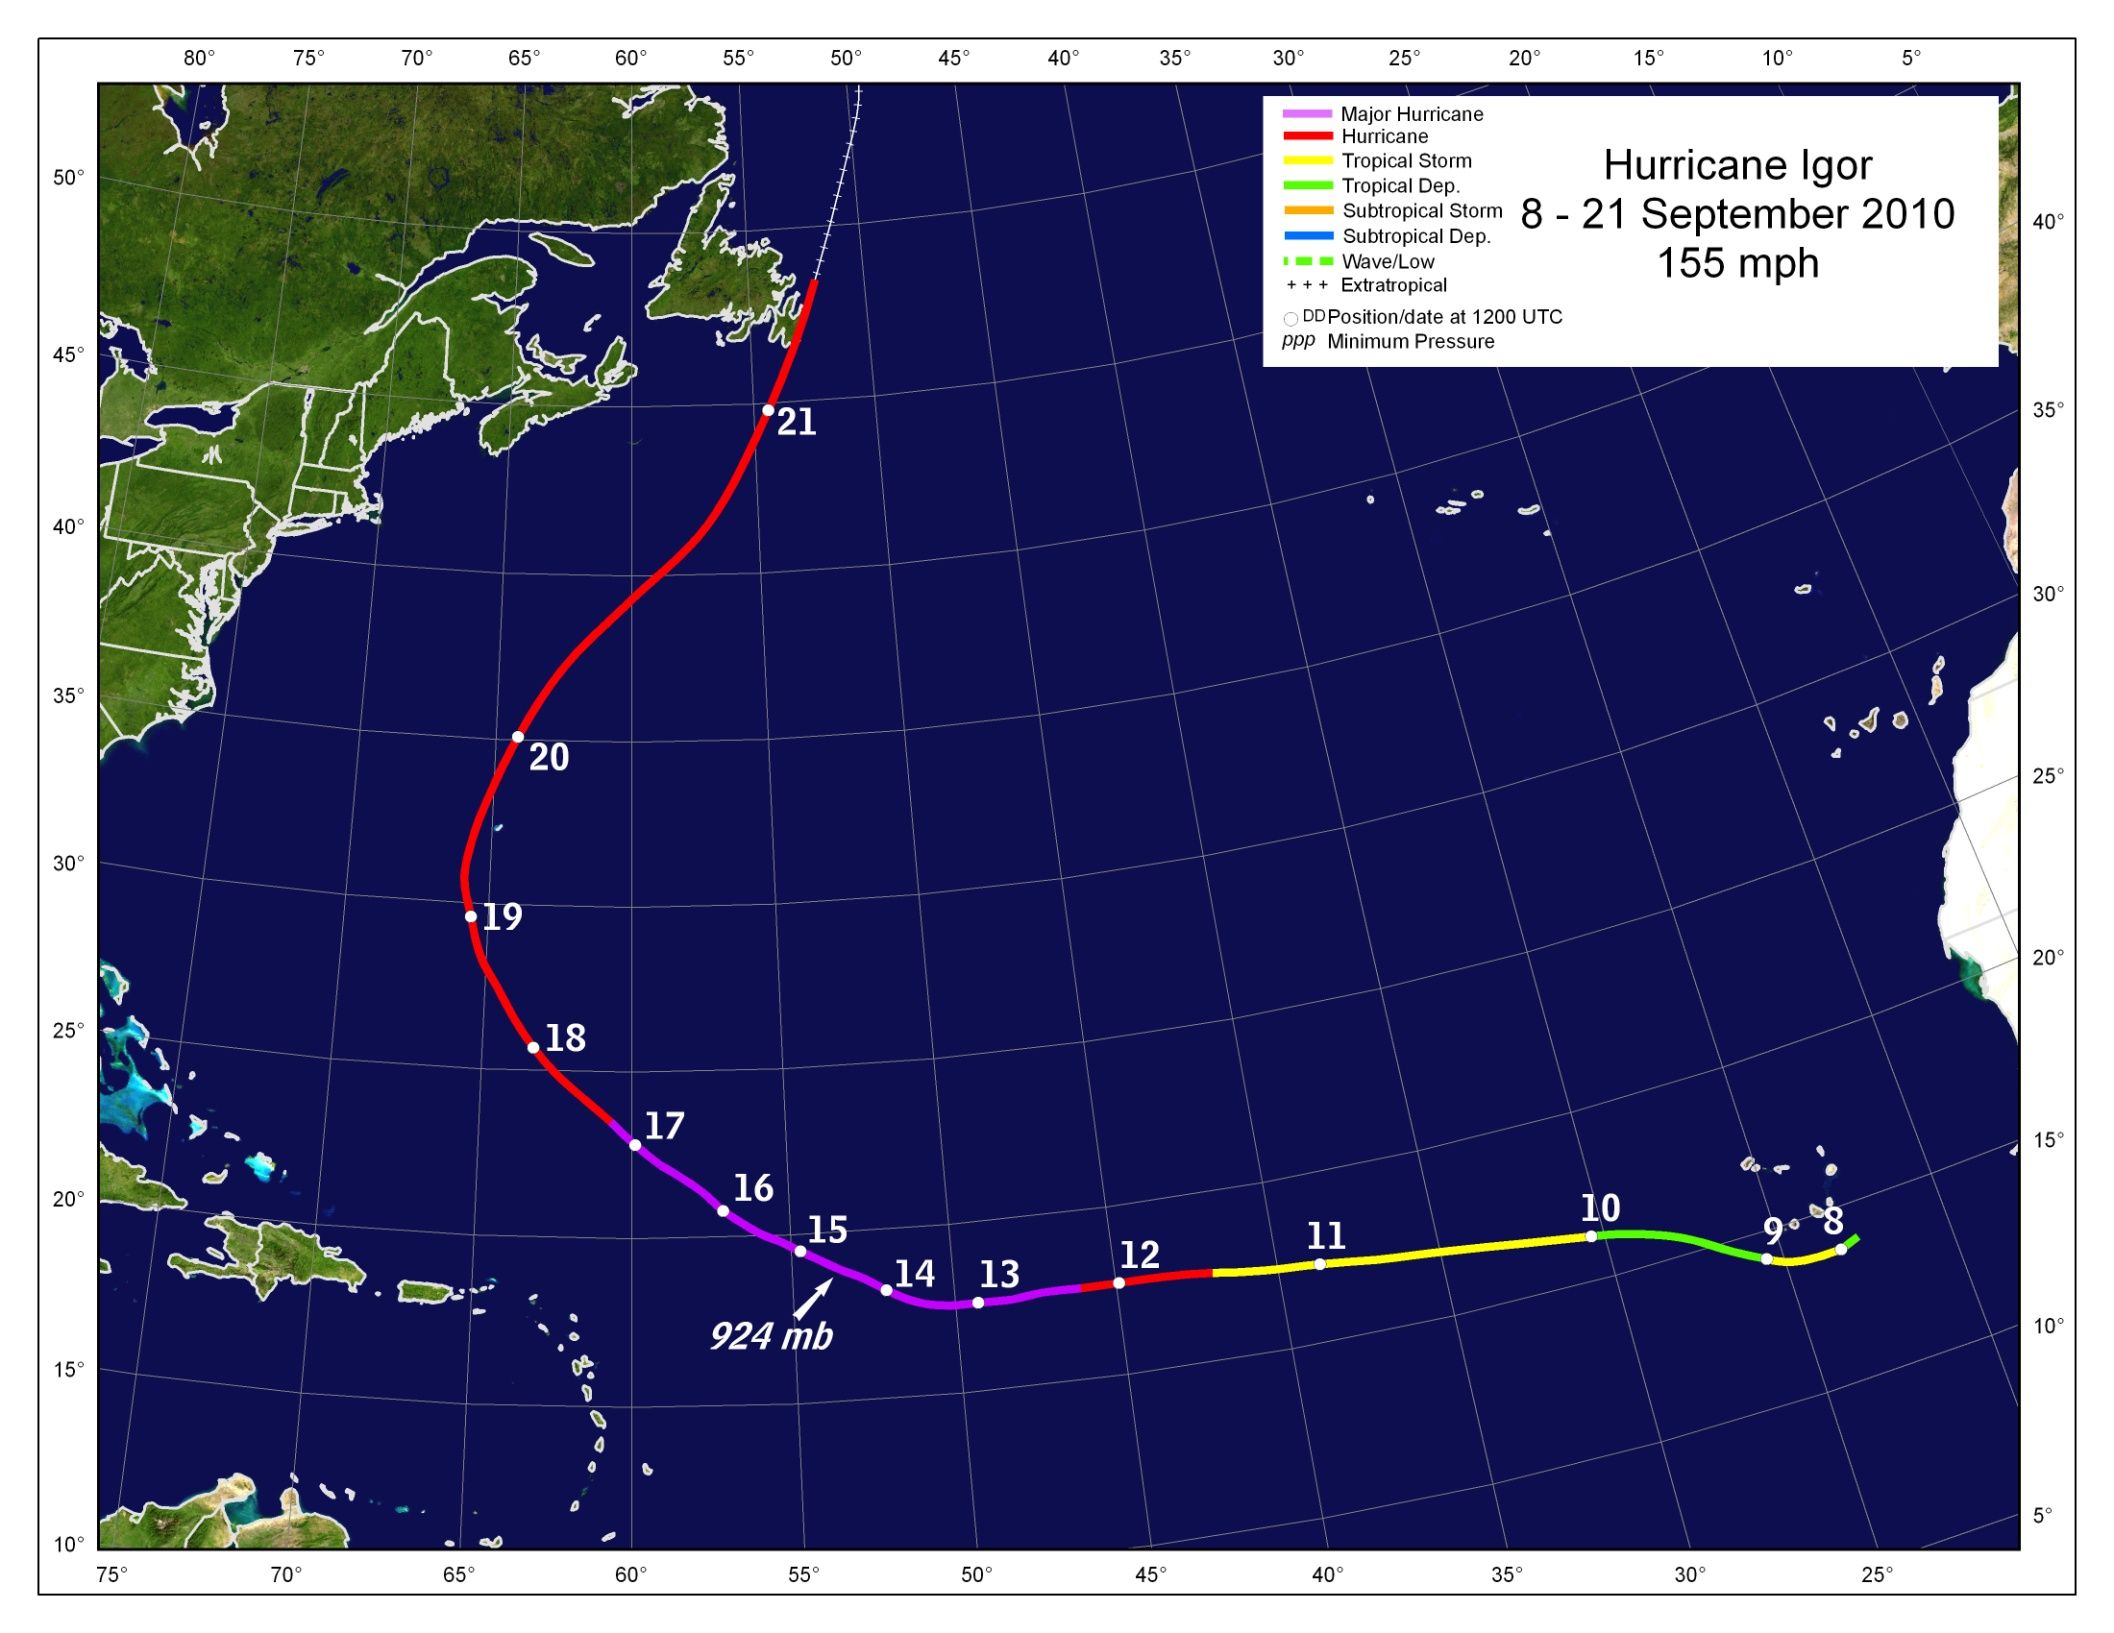 80° 75° 70° 65° 60° 55° 50° 45° 40° 35° 30° 25° 20° 15° 10° 5°
Major Hurricane
Hurricane
Tropical Storm
Tropical Dep.
Subtropical Storm
Subtropical Dep.
Wave/Low
+ + + Extratropical
DD Position/date at 1200 UTC
ppp Minimum Pressure
Hurricane Igor
8 - 21 September 2010
155 mph
50°
45°
40°
35°
30°
25°
20°
15°
10°
40°
35°
30°
25°
20°
15°
10°
5°
21
20
19
18
17
16
15
14
13
12
11
10
9
8
924 mb
75° 70° 65° 60° 55° 50° 45° 40° 35° 30° 25°